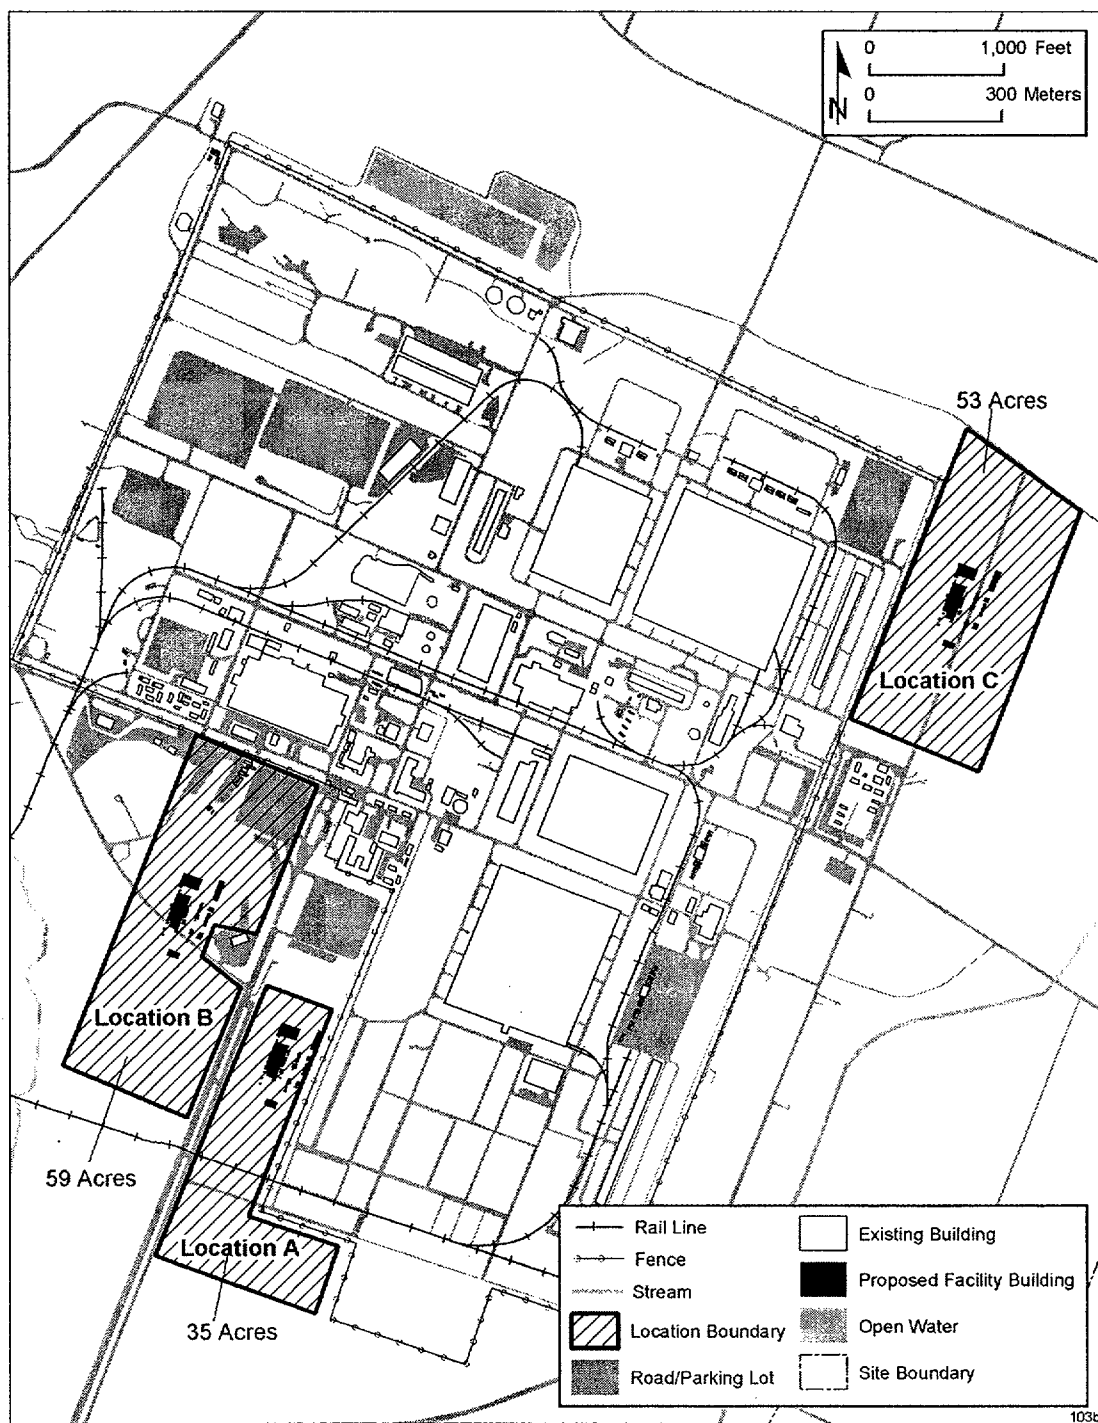 0 1,000 Feet
0 300 Meters
N
53 Acres
Location C
Location B
59 Acres
Location A
35 Acres
Rail Line
Fence
Stream
Location Boundary
Road/Parking Lot
Existing Building
Proposed Facility Building
Open Water
Site Boundary